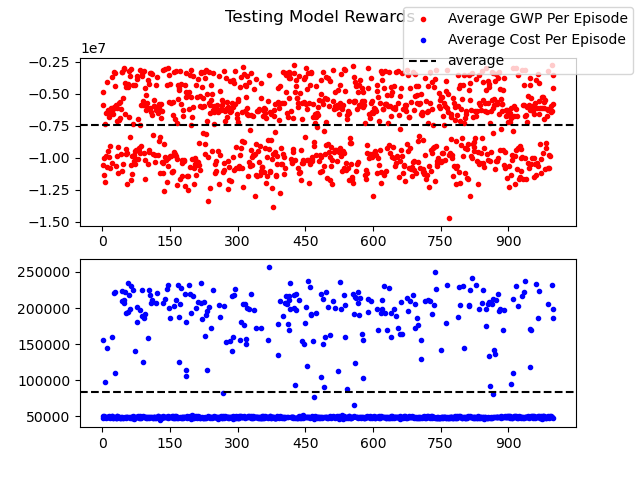 Testing Model Rewards
Average GWP Per Episode
Average Cost Per Episode
average
1e7
−0.25
−0.50
−0.75
−1.00
−1.25
−1.50
0 150 300 450 600 750 900
250000
200000
150000
100000
50000
0 150 300 450 600 750 900